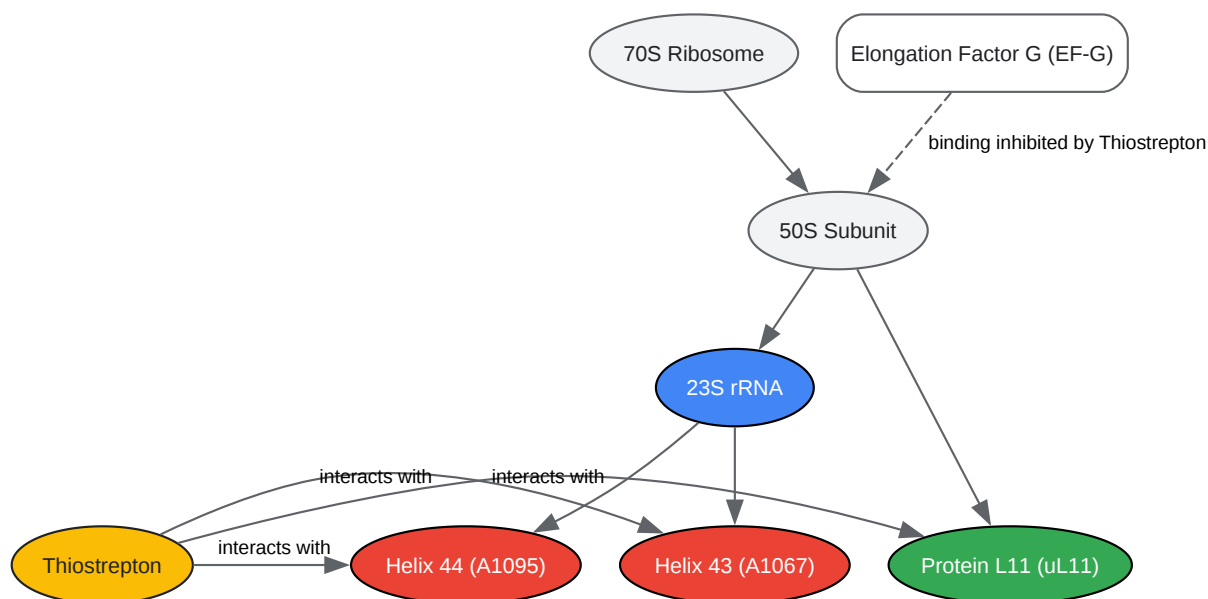 70S Ribosome
Elongation Factor G (EF-G)
binding inhibited by Thiostrepton
50S Subunit
23S rRNA
interacts with
interacts with
interacts with
Thiostrepton
Helix 44 (A1095)
Helix 43 (A1067)
Protein L11 (uL11)